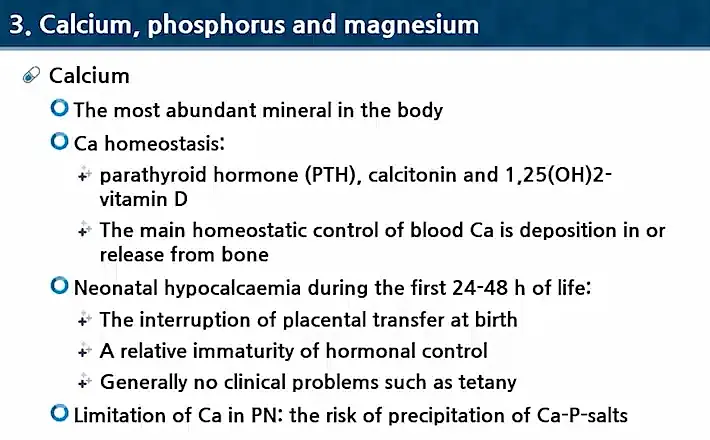 3. Calcium, phosphorus and magnesium
Calcium
The most abundant mineral in the body
Ca homeostasis:
parathyroid hormone (PTH), calcitonin and 1,25(OH)2-
vitamin D
The main homeostatic control of blood Ca is deposition in or
release from bone
Neonatal hypocalcaemia during the first 24-48 h of life:
The interruption of placental transfer at birth
A relative immaturity of hormonal control
Generally no clinical problems such as tetany
Limitation of Ca in PN: the risk of precipitation of Ca-P-salts